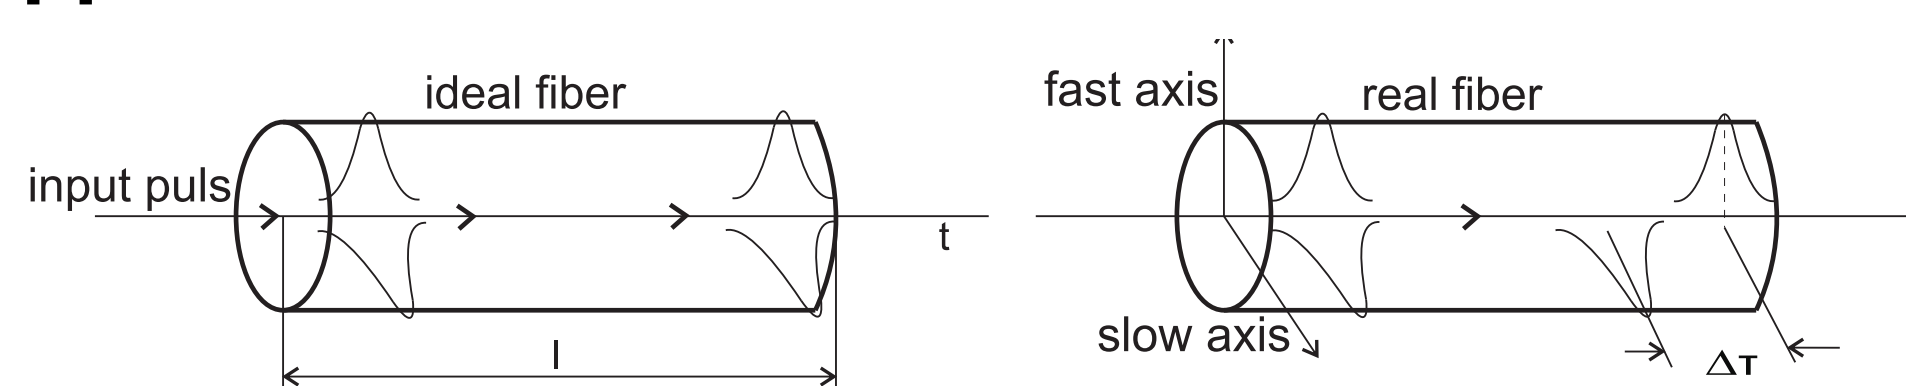 ideal fiber
input puls
t
l
fast axis
real fiber
slow axis
Δτ